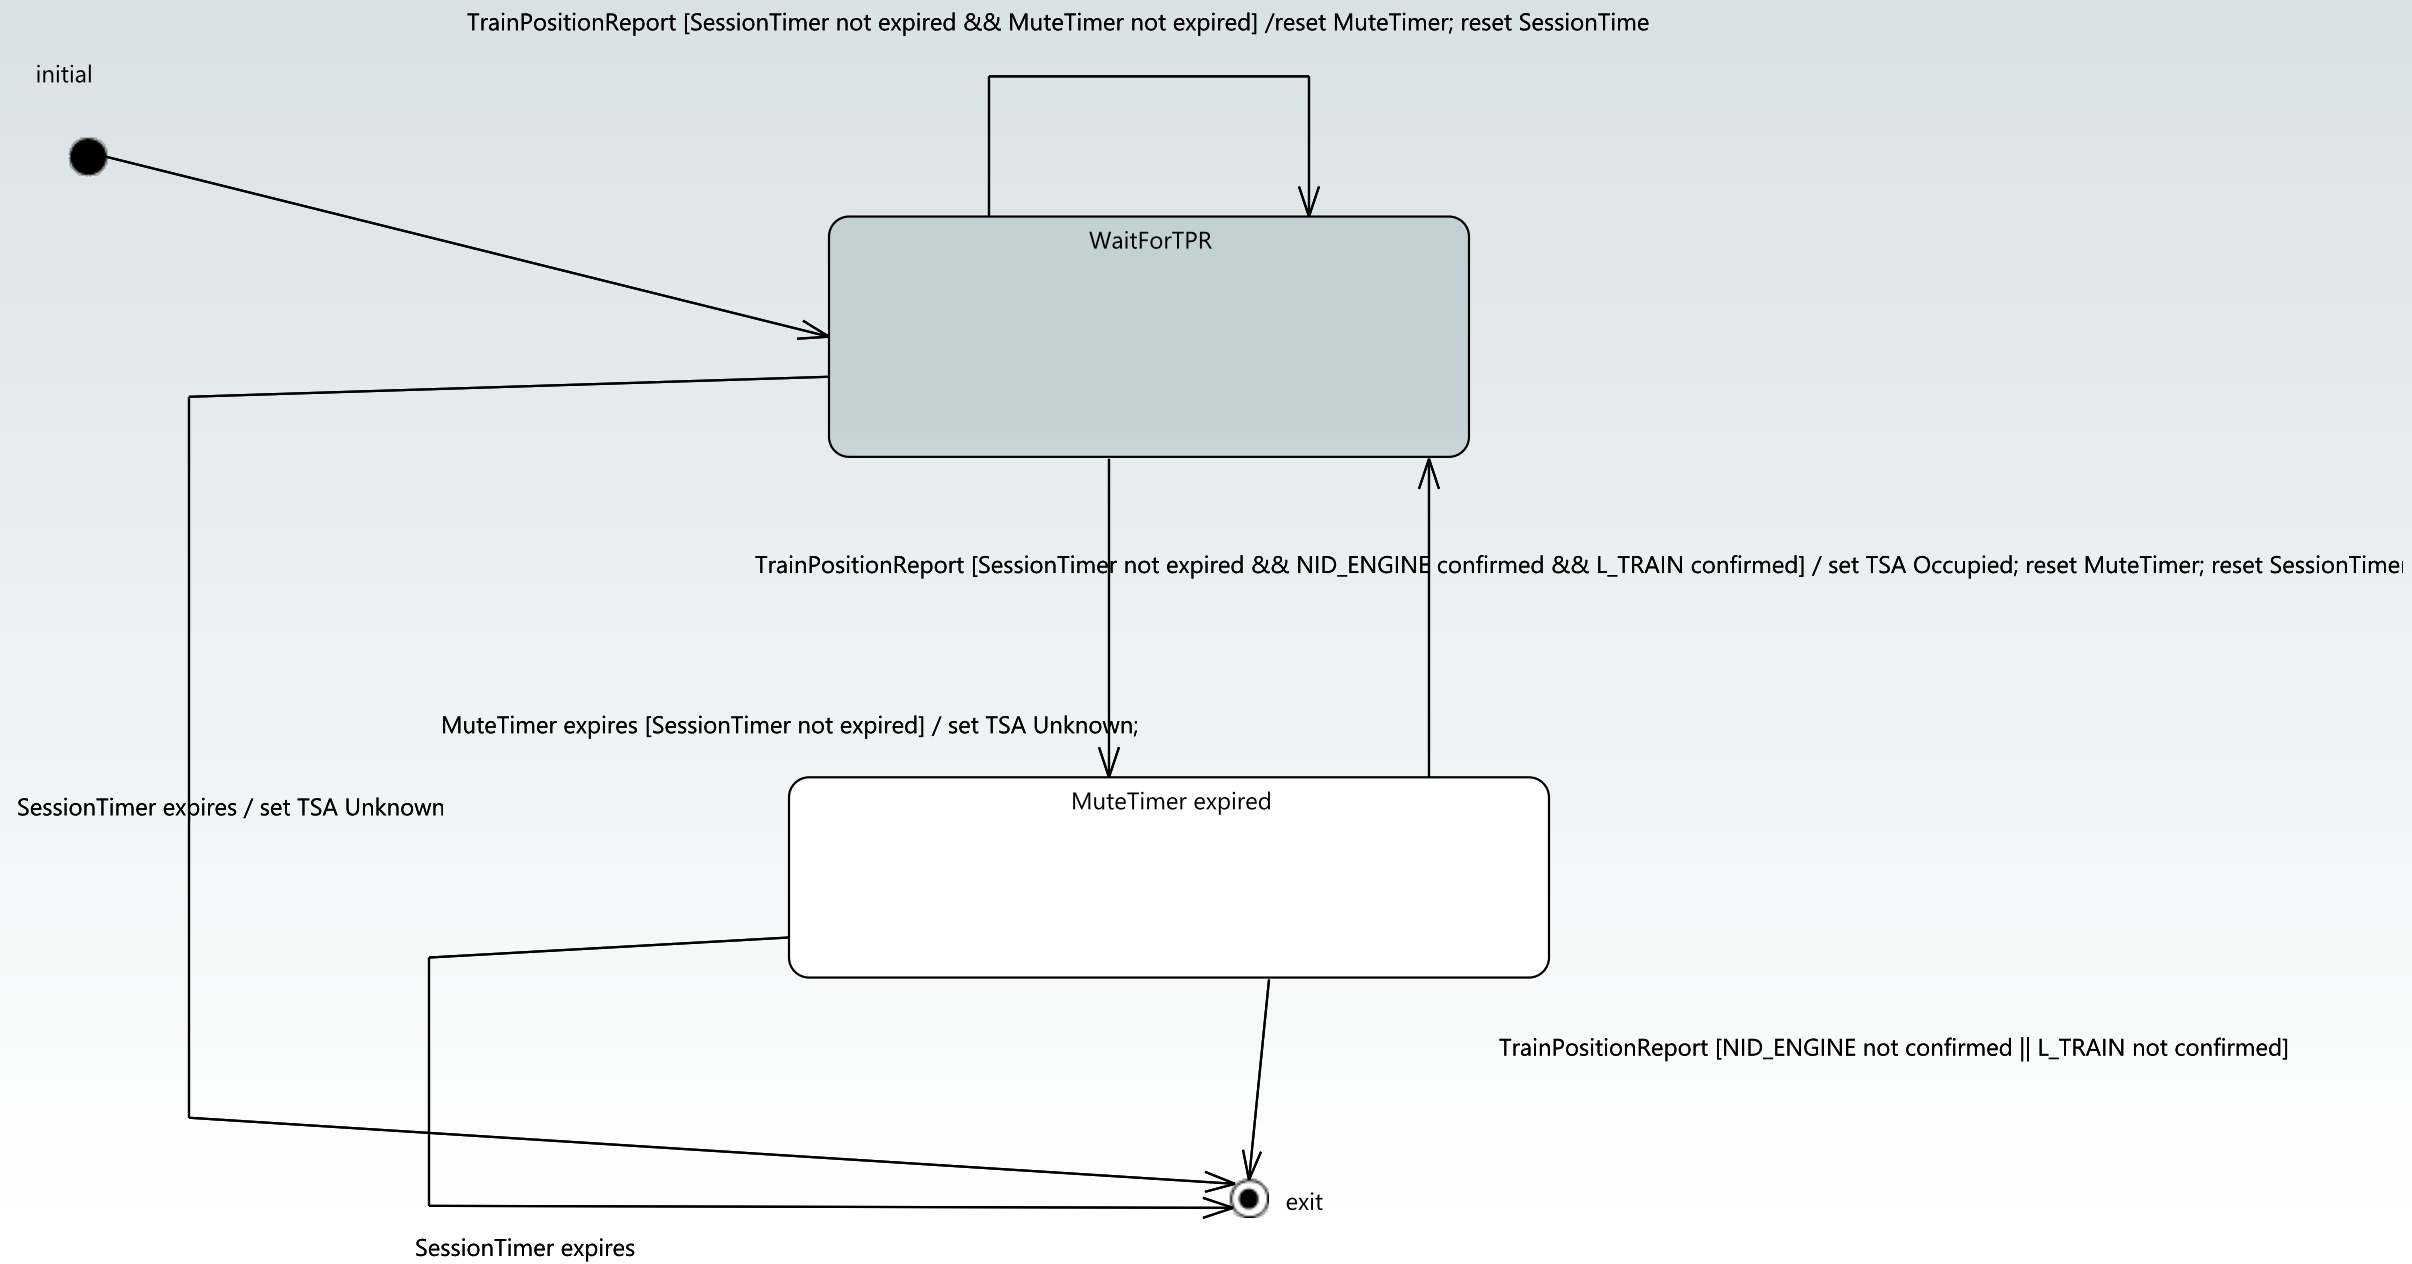 TrainPositionReport [SessionTimer not expired && MuteTimer not expired] /reset MuteTimer; reset SessionTime
initial
WaitForTPR
TrainPositionReport [SessionTimer not expired && NID_ENGINE confirmed && L_TRAIN confirmed] / set TSA Occupied; reset MuteTimer; reset SessionTimer
MuteTimer expires [SessionTimer not expired] / set TSA Unknown;
MuteTimer expired
SessionTimer expires / set TSA Unknown
TrainPositionReport [NID_ENGINE not confirmed || L_TRAIN not confirmed]
exit
SessionTimer expires